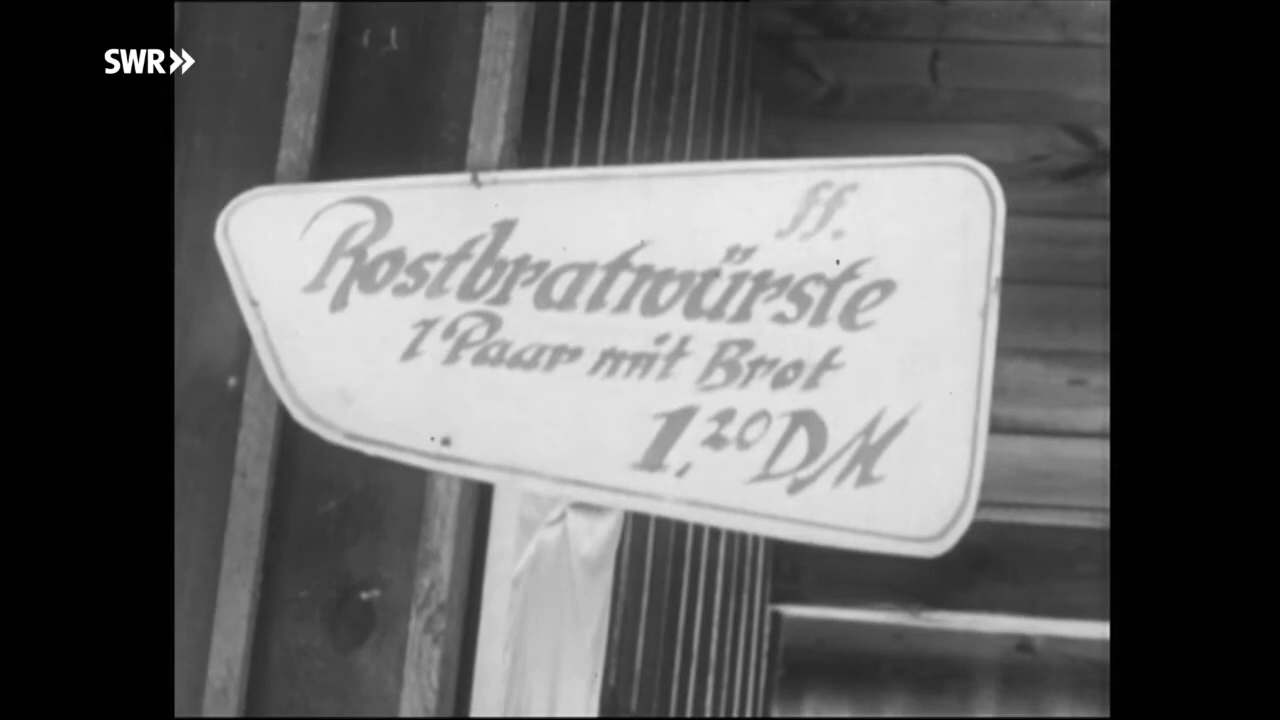 SWR
ff.
Rostbratwürste
1 Paar mit Brot
1,20 DM